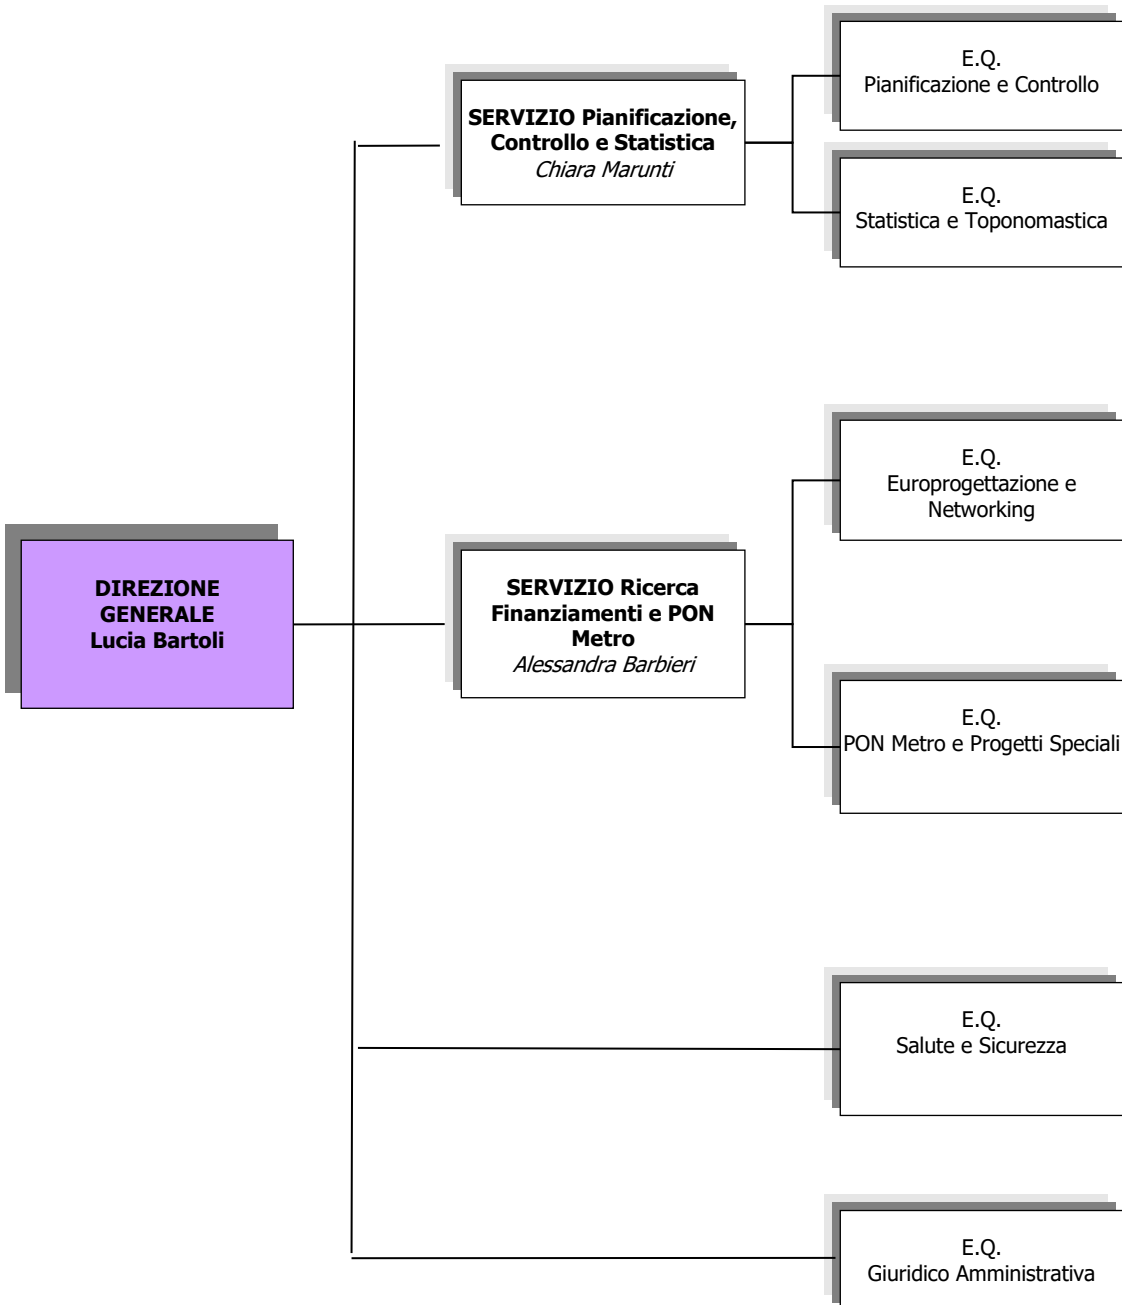 E.Q.
Pianificazione e Controllo
SERVIZIO Pianificazione,
Controllo e Statistica
Chiara Marunti
E.Q.
Statistica e Toponomastica
E.Q.
Europrogettazione e
Networking
DIREZIONE
GENERALE
Lucia Bartoli
SERVIZIO Ricerca
Finanziamenti e PON
Metro
Alessandra Barbieri
E.Q.
PON Metro e Progetti Speciali
E.Q.
Salute e Sicurezza
E.Q.
Giuridico Amministrativa